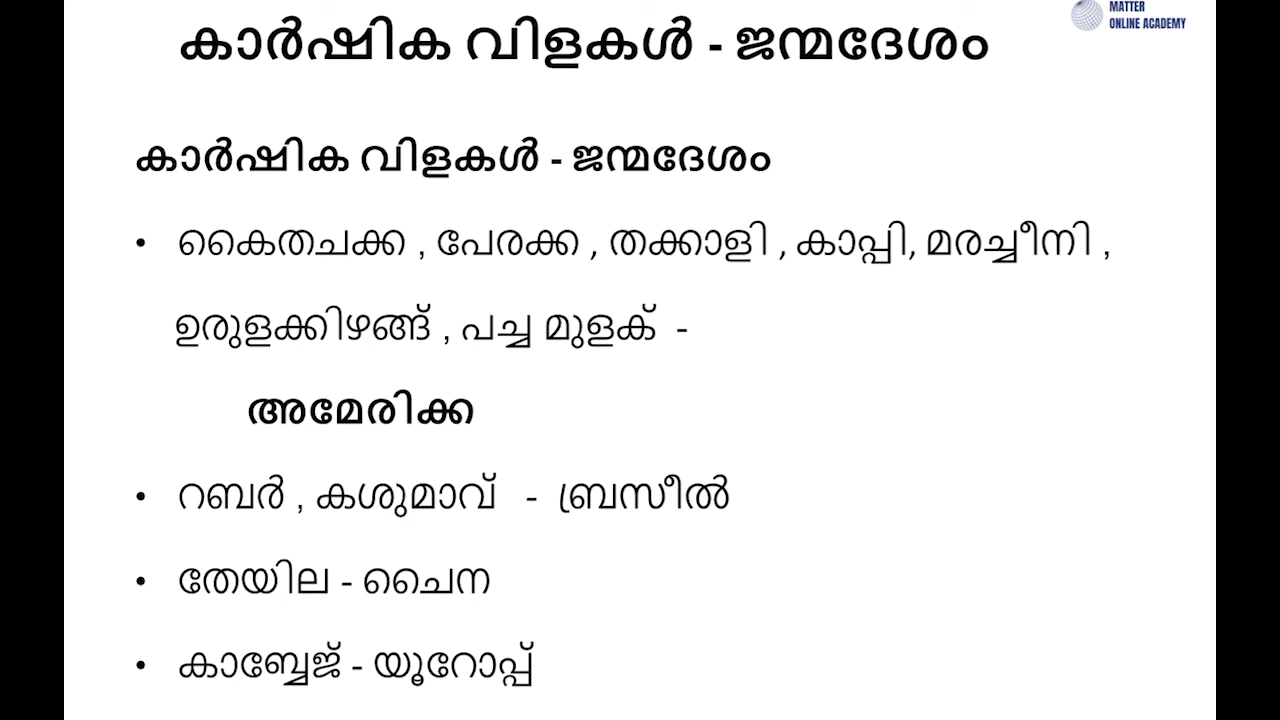 MATTER
ONLINE ACADEMY
കാർഷിക വിളകൾ - ജന്മദേശം
കാർഷിക വിളകൾ - ജന്മദേശം
• കൈതചക്ക , പേരക്ക , തക്കാളി , കാപ്പി, മരച്ചീനി ,
ഉരുളക്കിഴങ്ങ് , പച്ച മുളക് -
അമേരിക്ക
• റബർ , കശുമാവ് - ബ്രസീൽ
• തേയില - ചൈന
• കാബ്ബേജ് - യൂറോപ്പ്